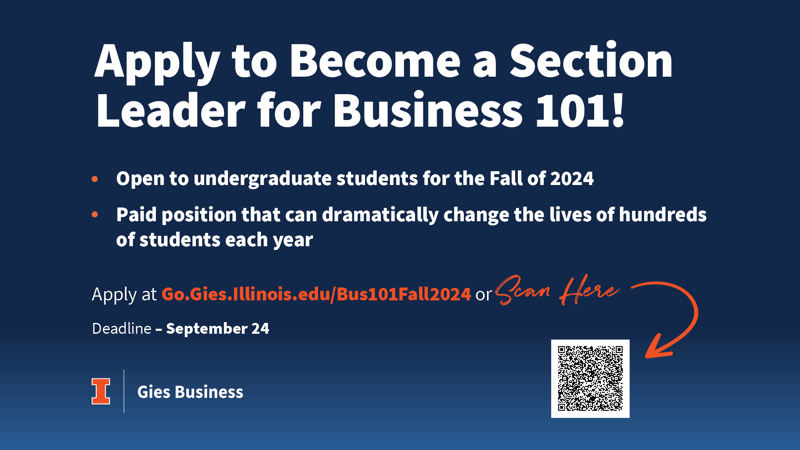 Apply to Become a Section
Leader for Business 101!
• Open to undergraduate students for the Fall of 2024
• Paid position that can dramatically change the lives of hundreds
of students each year
Apply at Go.Gies.Illinois.edu/Bus101Fall2024 or Scan Here
Deadline – September 24
I
Gies Business